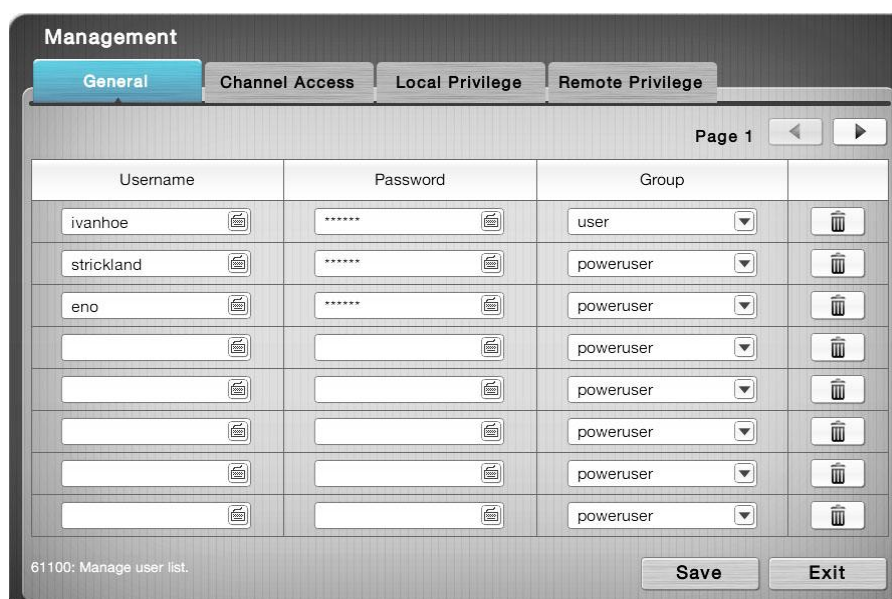 Management
General Channel Access Local Privilege Remote Privilege
Page 1
Username Password Group
ivanhoe ****** user
strickland ****** poweruser
eno ****** poweruser
poweruser
poweruser
poweruser
poweruser
poweruser
61100: Manage user list. Save Exit